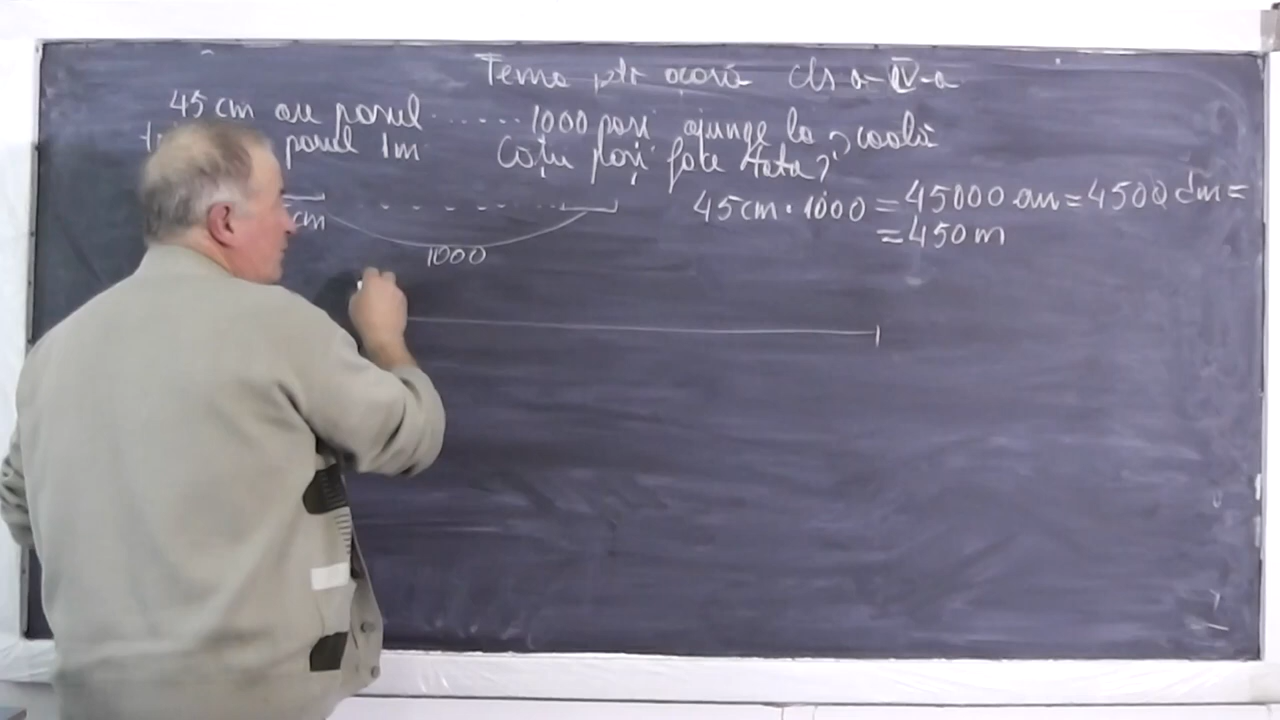 Tema ptr acasă cls a-IV-a
45 cm are pasul ...... 1000 pași ajunge la școală
pasul 1m Câțu pași face tata?
cm 1000
45cm · 1000 = 45000 cm = 4500 dm =
= 450 m